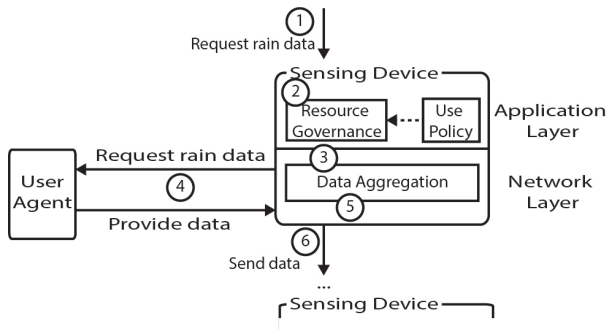 1
Request rain data
Sensing Device
2
Resource
Governance
Use
Policy
Application
Layer
3
Request rain data
User
Agent
4
Provide data
Data Aggregation
5
Network
Layer
6
Send data
...
Sensing Device